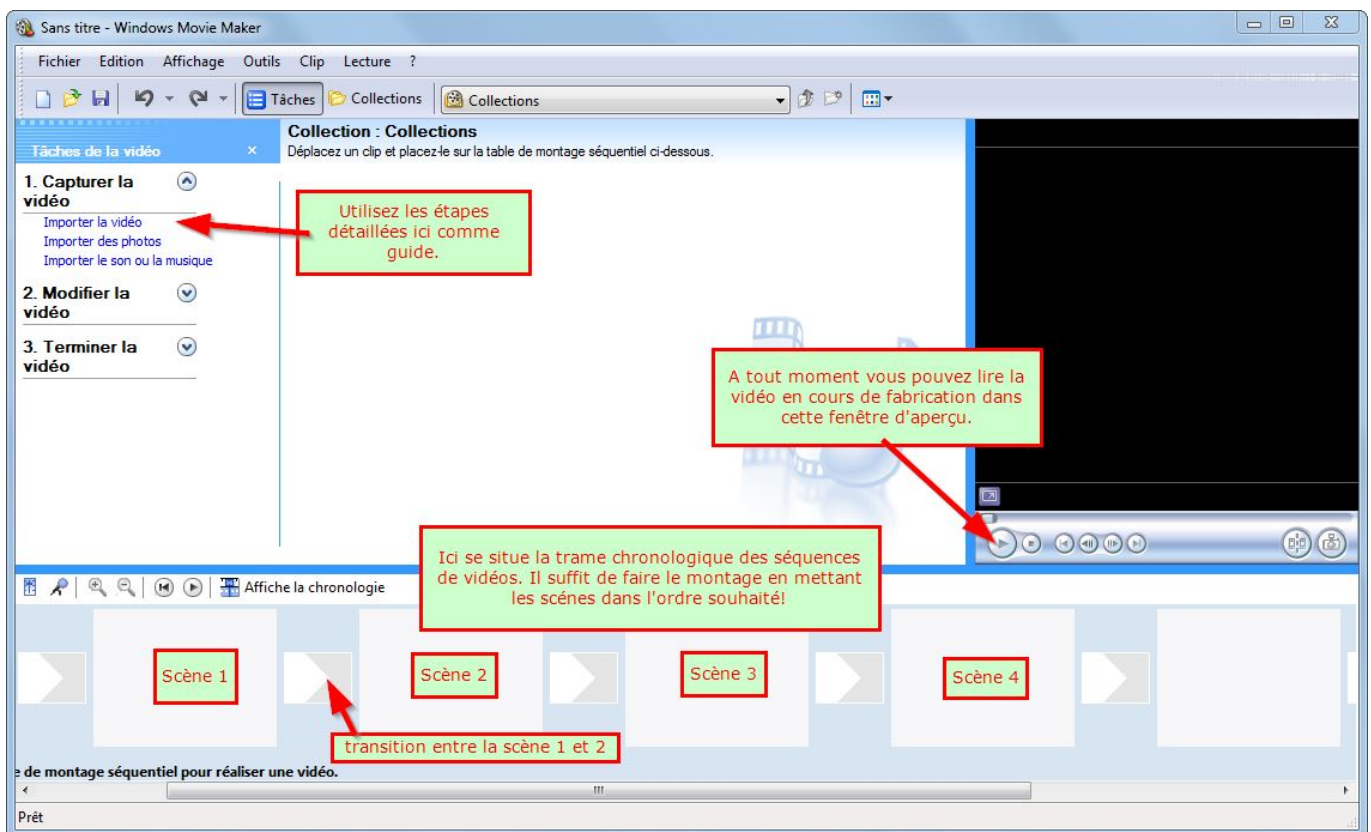 Sans titre - Windows Movie Maker
Fichier Edition Affichage Outils Clip Lecture ?
Tâches Collections Collections
Tâches de la vidéo ×
Collection : Collections
Déplacez un clip et placez-le sur la table de montage séquentiel ci-dessous.
1. Capturer la
vidéo
Importer la vidéo
Importer des photos
Importer le son ou la musique
2. Modifier la
vidéo
3. Terminer la
vidéo
Utilisez les étapes
détaillées ici comme
guide.
A tout moment vous pouvez lire la
vidéo en cours de fabrication dans
cette fenêtre d'aperçu.
Ici se situe la trame chronologique des séquences
de vidéos. Il suffit de faire le montage en mettant
les scénes dans l'ordre souhaité!
Affiche la chronologie
Scène 1
Scène 2
Scène 3
Scène 4
transition entre la scène 1 et 2
e de montage séquentiel pour réaliser une vidéo.
Prêt